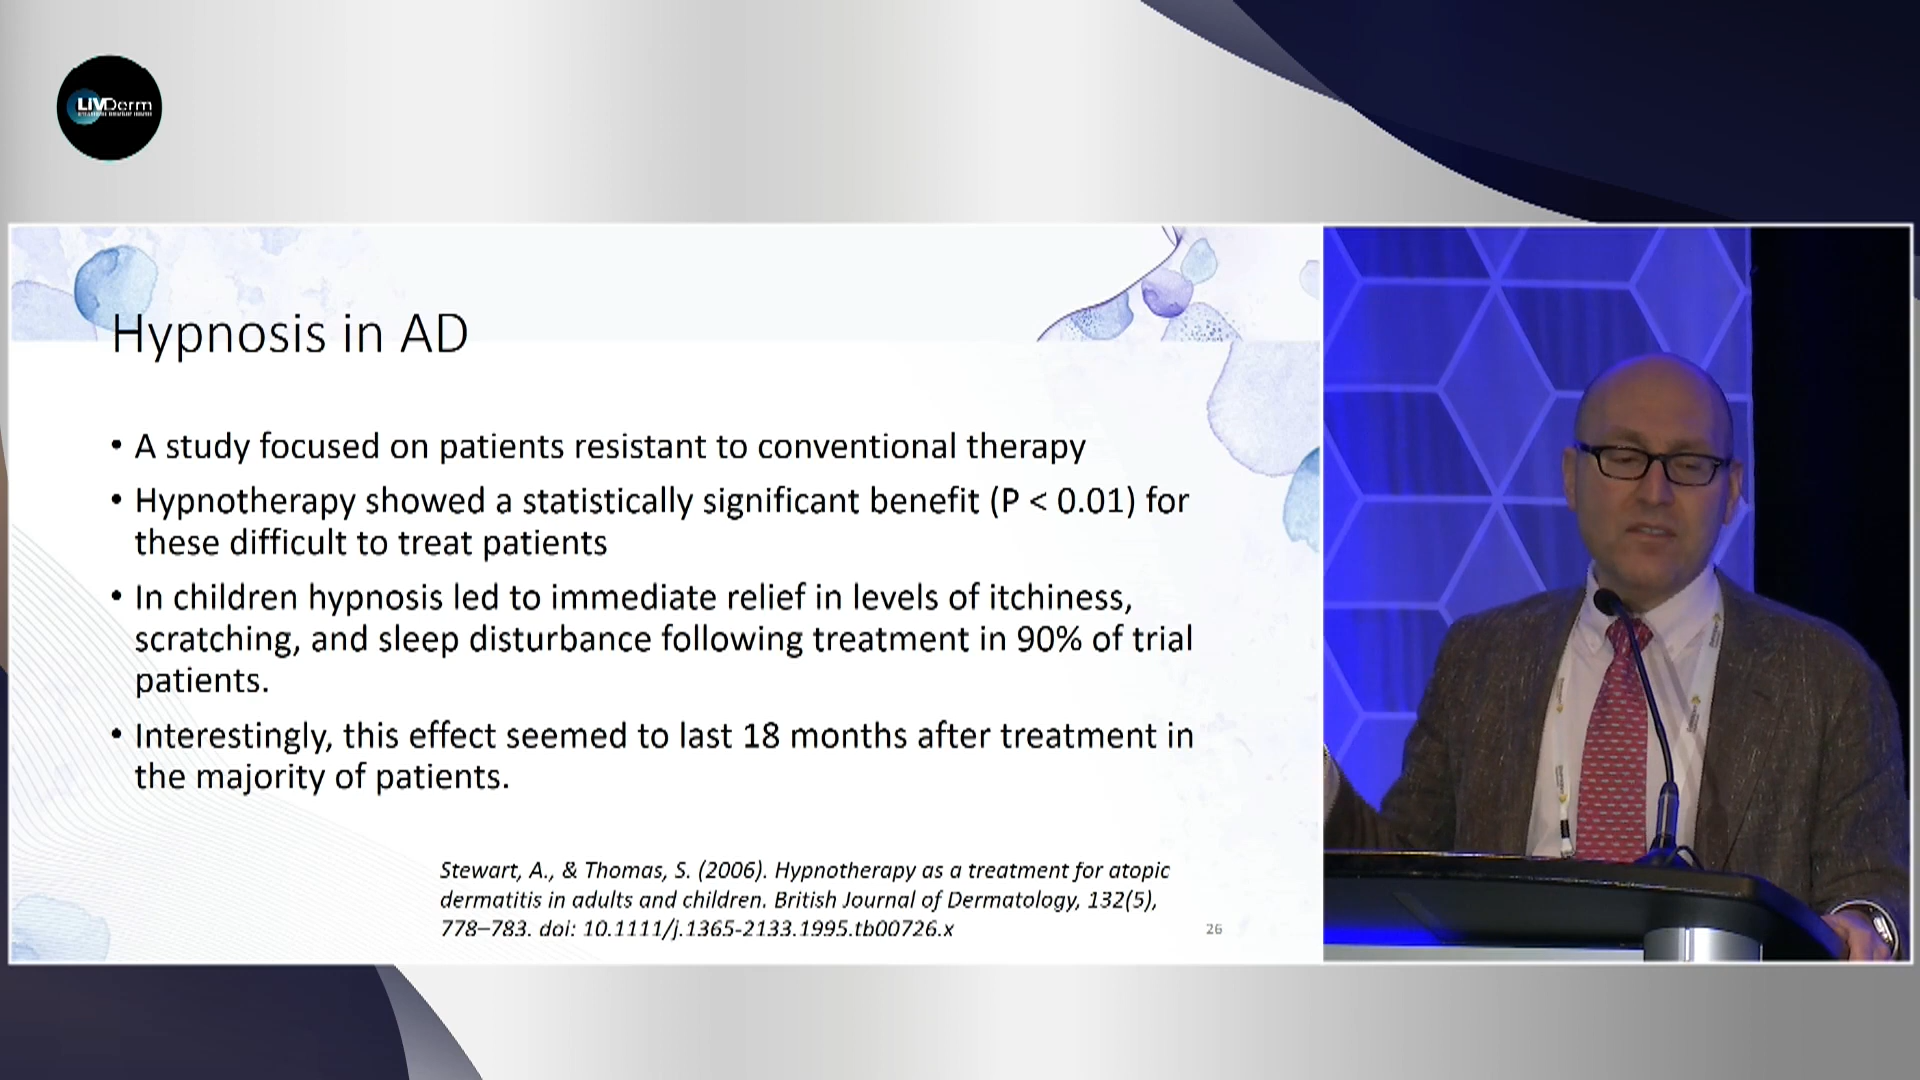 LIVDerm
Hypnosis in AD
• A study focused on patients resistant to conventional therapy
• Hypnotherapy showed a statistically significant benefit (P < 0.01) for
these difficult to treat patients
• In children hypnosis led to immediate relief in levels of itchiness,
scratching, and sleep disturbance following treatment in 90% of trial
patients.
• Interestingly, this effect seemed to last 18 months after treatment in
the majority of patients.
Stewart, A., & Thomas, S. (2006). Hypnotherapy as a treatment for atopic
dermatitis in adults and children. British Journal of Dermatology, 132(5),
778–783. doi: 10.1111/j.1365-2133.1995.tb00726.x
26